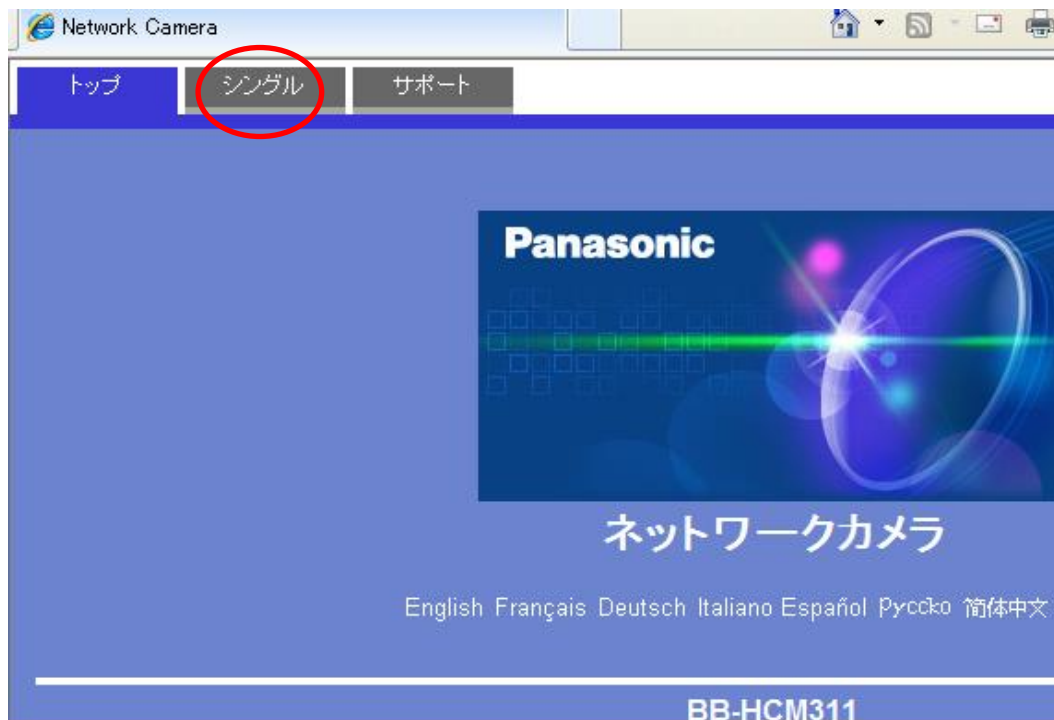 Network Camera
トップ シングル サポート
Panasonic
ネットワークカメラ
English Français Deutsch Italiano Español Русско 简体中文
BB-HCM311